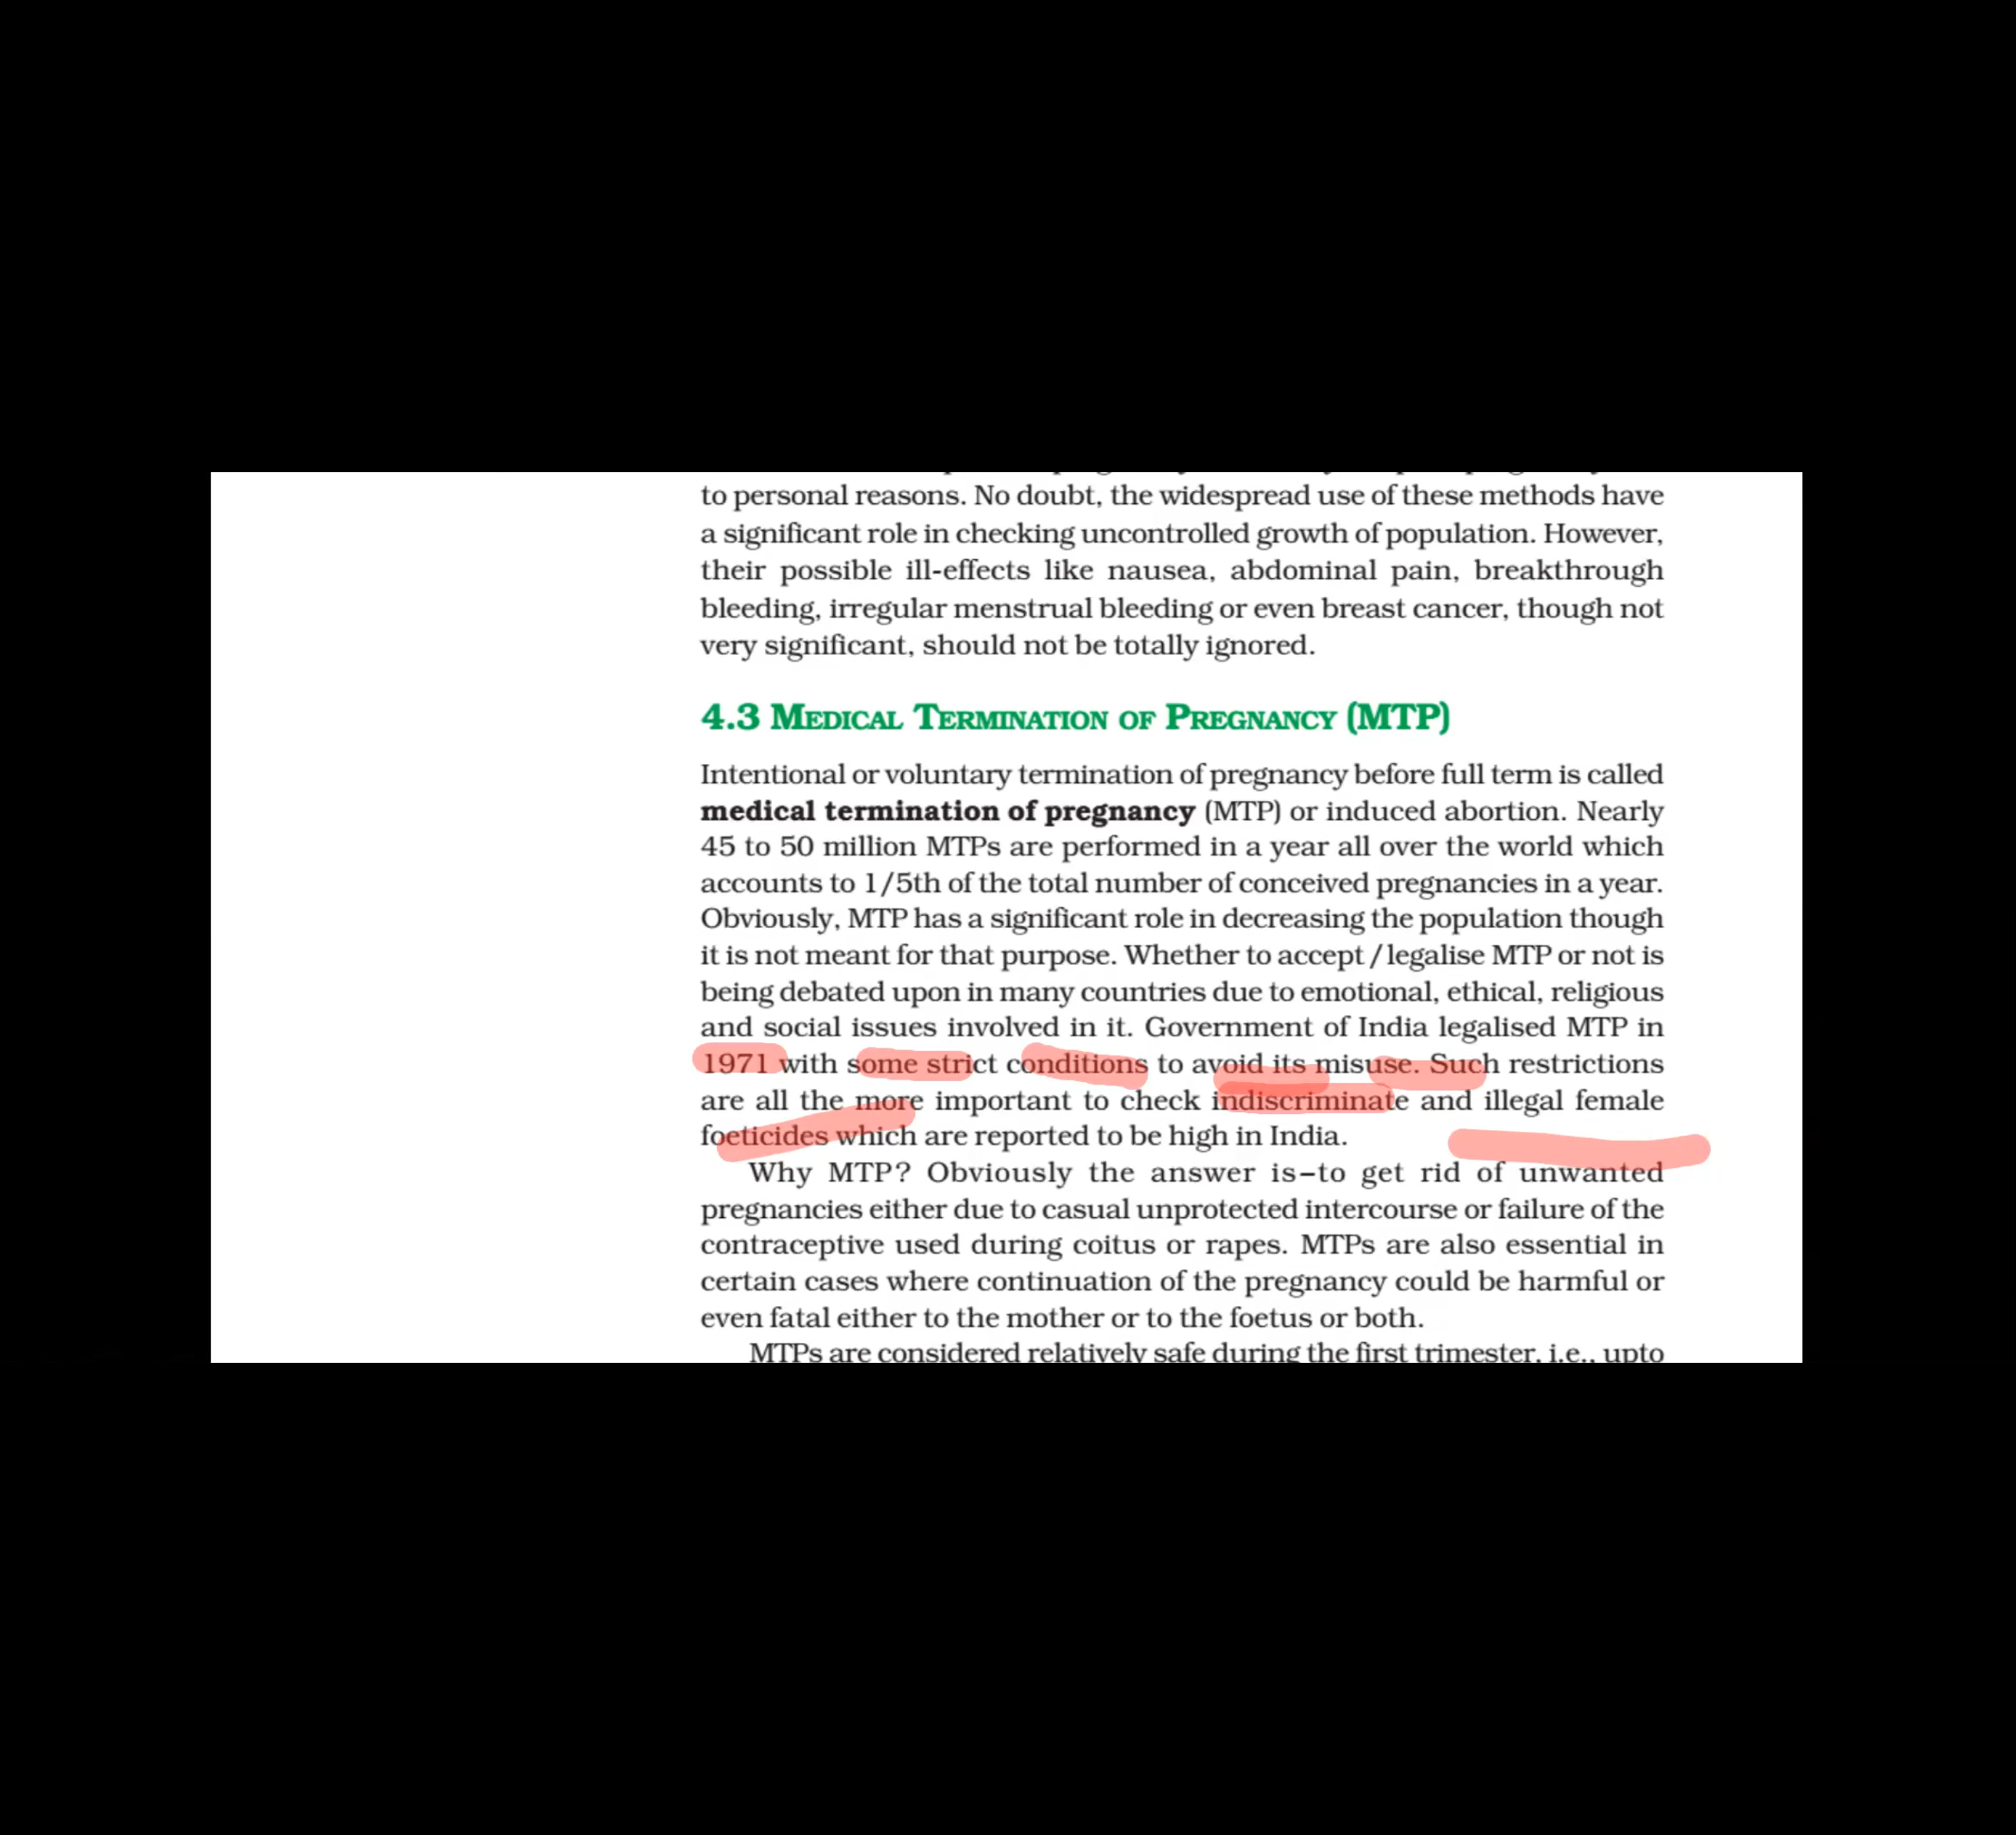 to personal reasons. No doubt, the widespread use of these methods have
a significant role in checking uncontrolled growth of population. However,
their possible ill-effects like nausea, abdominal pain, breakthrough
bleeding, irregular menstrual bleeding or even breast cancer, though not
very significant, should not be totally ignored.
4.3 MEDICAL TERMINATION OF PREGNANCY (MTP)
Intentional or voluntary termination of pregnancy before full term is called
medical termination of pregnancy (MTP) or induced abortion. Nearly
45 to 50 million MTPs are performed in a year all over the world which
accounts to 1/5th of the total number of conceived pregnancies in a year.
Obviously, MTP has a significant role in decreasing the population though
it is not meant for that purpose. Whether to accept/legalise MTP or not is
being debated upon in many countries due to emotional, ethical, religious
and social issues involved in it. Government of India legalised MTP in
1971 with some strict conditions to avoid its misuse. Such restrictions
are all the more important to check indiscriminate and illegal female
foeticides which are reported to be high in India.
Why MTP? Obviously the answer is–to get rid of unwanted
pregnancies either due to casual unprotected intercourse or failure of the
contraceptive used during coitus or rapes. MTPs are also essential in
certain cases where continuation of the pregnancy could be harmful or
even fatal either to the mother or to the foetus or both.
MTPs are considered relatively safe during the first trimester, i.e., upto